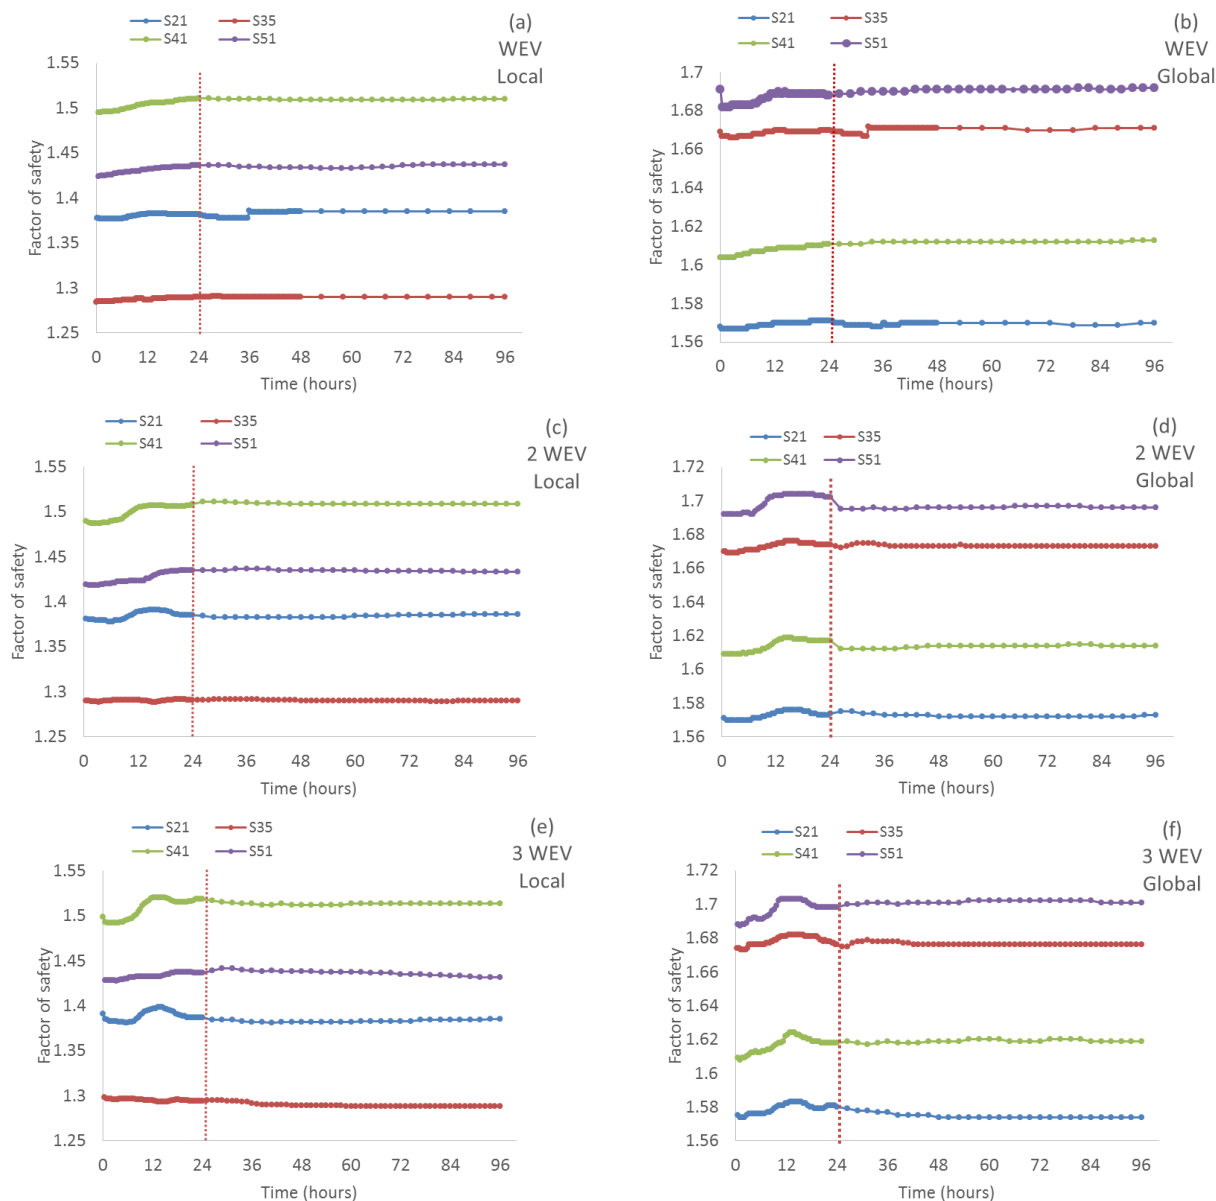 S21 S35 (a)
S41 S51 WEV
Local
1.55
1.5
1.45
1.4
1.35
1.3
1.25
Factor of safety
0 12 24 36 48 60 72 84 96
Time (hours)
S21 S35 (b)
S41 S51 WEV
Global
1.7
1.68
1.66
1.64
1.62
1.6
1.58
1.56
Factor of safety
0 12 24 36 48 60 72 84 96
Time (hours)
S21 S35 (c)
S41 S51 2 WEV
Local
1.55
1.5
1.45
1.4
1.35
1.3
1.25
Factor of safety
0 12 24 36 48 60 72 84 96
Time (hours)
S21 S35 (d)
S41 S51 2 WEV
Global
1.72
1.7
1.68
1.66
1.64
1.62
1.6
1.58
1.56
Factor of safety
0 12 24 36 48 60 72 84 96
Time (hours)
S21 S35 (e)
S41 S51 3 WEV
Local
1.55
1.5
1.45
1.4
1.35
1.3
1.25
Factor of safety
0 12 24 36 48 60 72 84 96
Time (hours)
S21 S35 (f)
S41 S51 3 WEV
Global
1.72
1.7
1.68
1.66
1.64
1.62
1.6
1.58
1.56
Factor of safety
0 12 24 36 48 60 72 84 96
Time (hours)